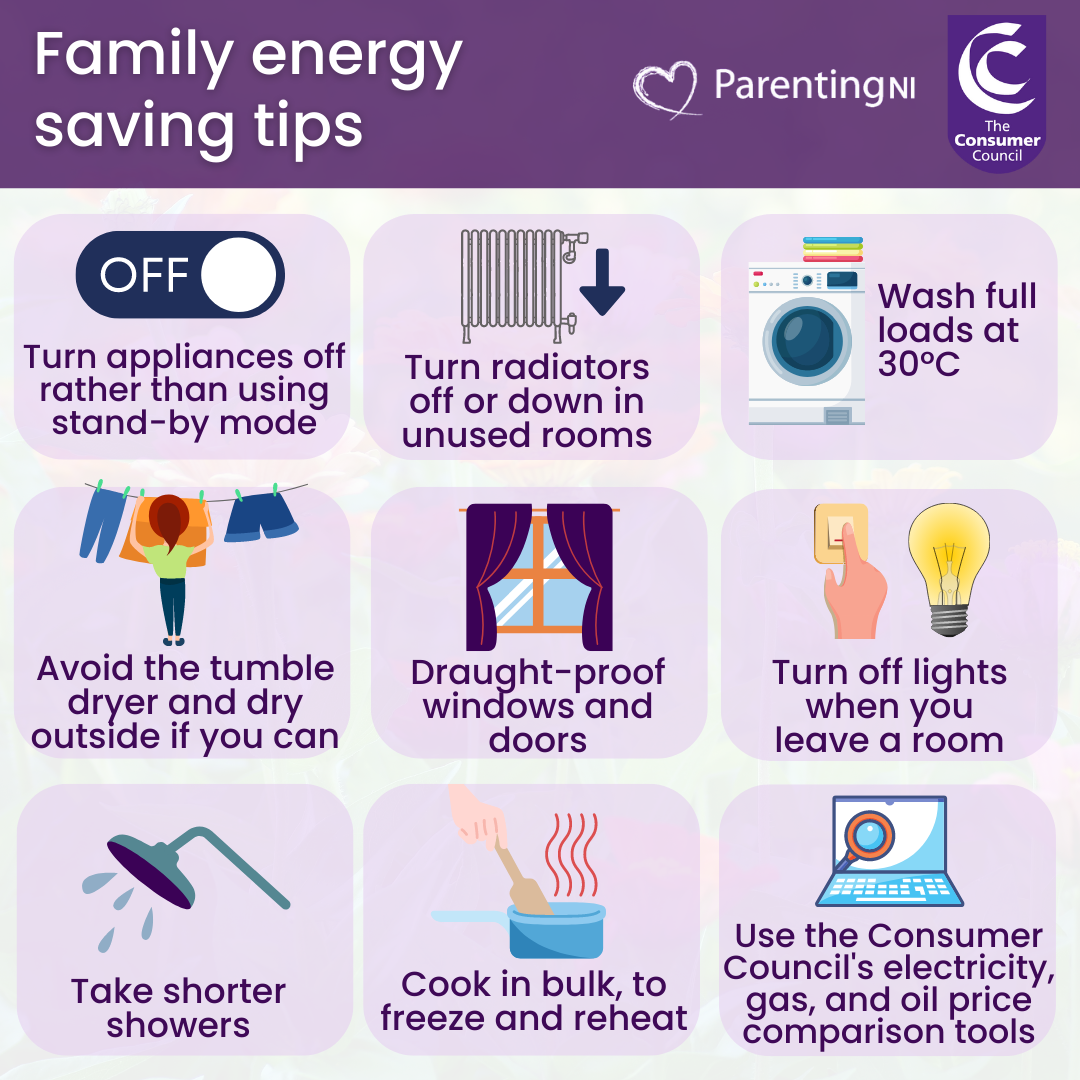 Family energy
saving tips
ParentingNI
The
Consumer
Council
OFF
Turn appliances off
rather than using
stand-by mode
Turn radiators
off or down in
unused rooms
Wash full
loads at
30°C
Avoid the tumble
dryer and dry
outside if you can
Draught-proof
windows and
doors
Turn off lights
when you
leave a room
Take shorter
showers
Cook in bulk, to
freeze and reheat
Use the Consumer
Council's electricity,
gas, and oil price
comparison tools